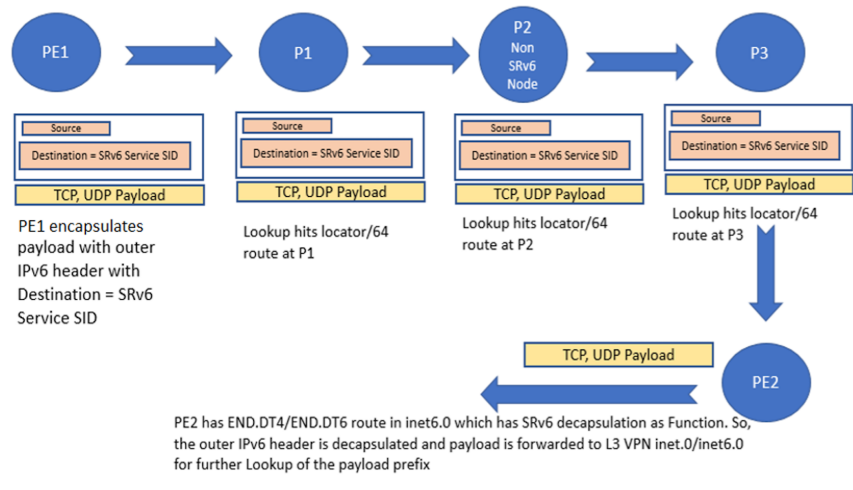 PE1
P1
P2
Non
SRv6
Node
P3
Source
Destination = SRv6 Service SID
TCP, UDP Payload
Source
Destination = SRv6 Service SID
TCP, UDP Payload
Source
Destination = SRv6 Service SID
TCP, UDP Payload
Source
Destination = SRv6 Service SID
TCP, UDP Payload
PE1 encapsulates
payload with outer
IPv6 header with
Destination = SRv6
Service SID
Lookup hits locator/64
route at P1
Lookup hits locator/64
route at P2
Lookup hits locator/64
route at P3
TCP, UDP Payload
PE2
PE2 has END.DT4/END.DT6 route in inet6.0 which has SRv6 decapsulation as Function. So,
the outer IPv6 header is decapsulated and payload is forwarded to L3 VPN inet.0/inet6.0
for further Lookup of the payload prefix